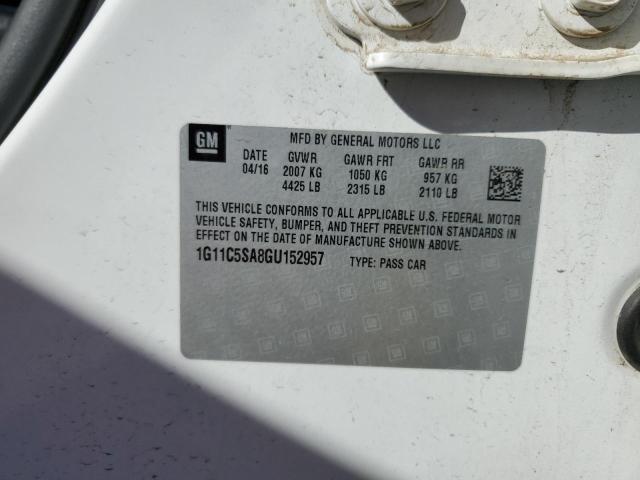 GM
MFD BY GENERAL MOTORS LLC
DATE GVWR GAWR FRT GAWR RR
04/16 2007 KG 1050 KG 957 KG
4425 LB 2315 LB 2110 LB
THIS VEHICLE CONFORMS TO ALL APPLICABLE U.S. FEDERAL MOTOR
VEHICLE SAFETY, BUMPER, AND THEFT PREVENTION STANDARDS IN
EFFECT ON THE DATE OF MANUFACTURE SHOWN ABOVE.
1G11C5SA8GU152957 TYPE: PASS CAR